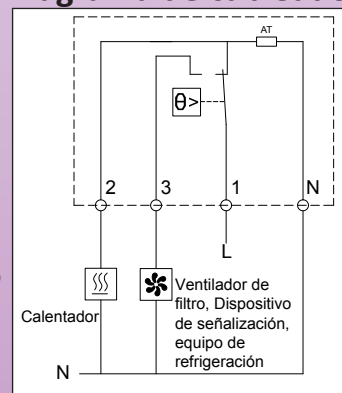 AT
θ>
2 3 1 N
L
Calentador
Ventilador de
filtro, Dispositivo
de señalización,
equipo de
refrigeración
N